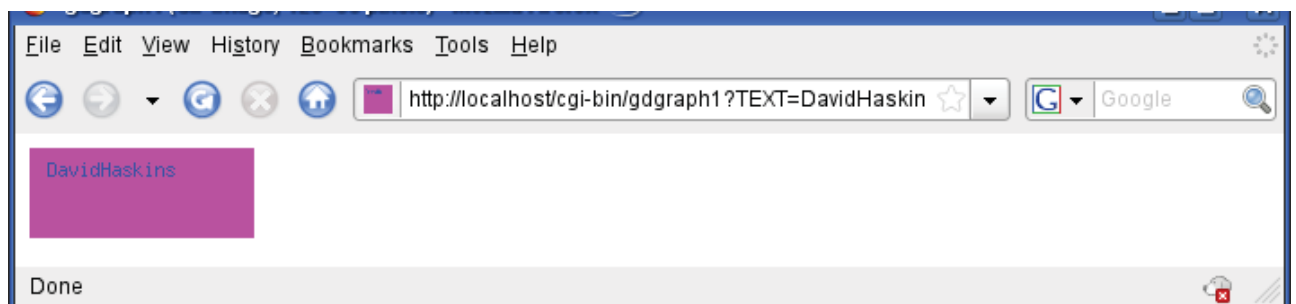 File Edit View History Bookmarks Tools Help
http://localhost/cgi-bin/gdgraph1?TEXT=DavidHaskin G Google
DavidHaskins
Done